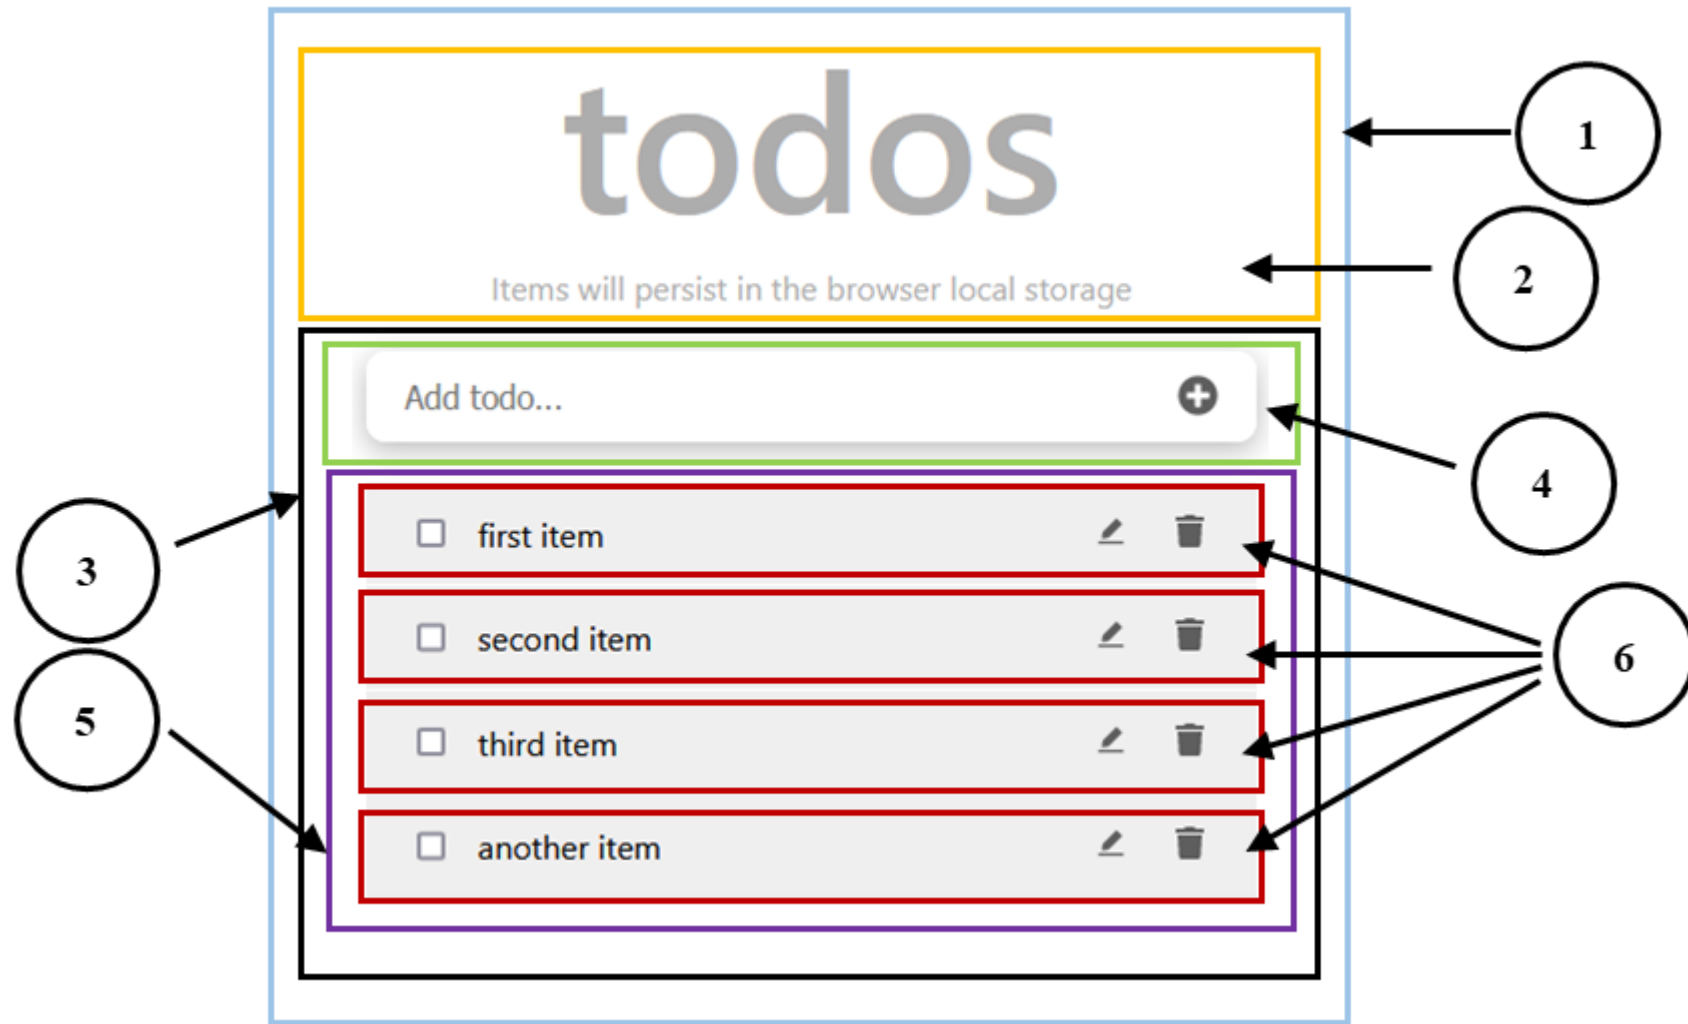 todos
1
Items will persist in the browser local storage
2
Add todo...
4
first item
3
second item
6
5
third item
another item